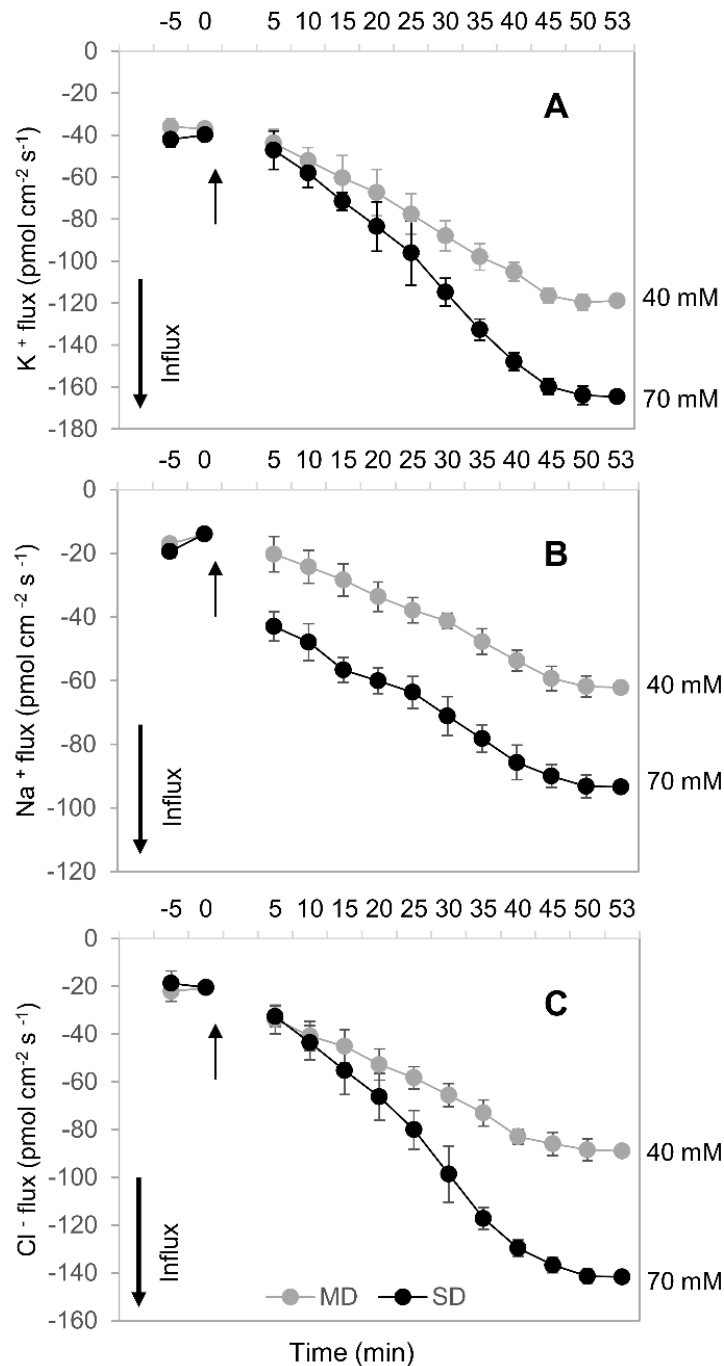 -5 0 5 10 15 20 25 30 35 40 45 50 53
0
-20
-40
-60
-80
-100
-120
-140
-160
-180
K + flux (pmol cm -2 s -1)
Influx
A
40 mM
70 mM
-5 0 5 10 15 20 25 30 35 40 45 50 53
0
-20
-40
-60
-80
-100
-120
Na + flux (pmol cm -2 s -1)
Influx
B
40 mM
70 mM
-5 0 5 10 15 20 25 30 35 40 45 50 53
0
-20
-40
-60
-80
-100
-120
-140
-160
Cl - flux (pmol cm -2 s -1)
Influx
C
40 mM
70 mM
MD SD
Time (min)